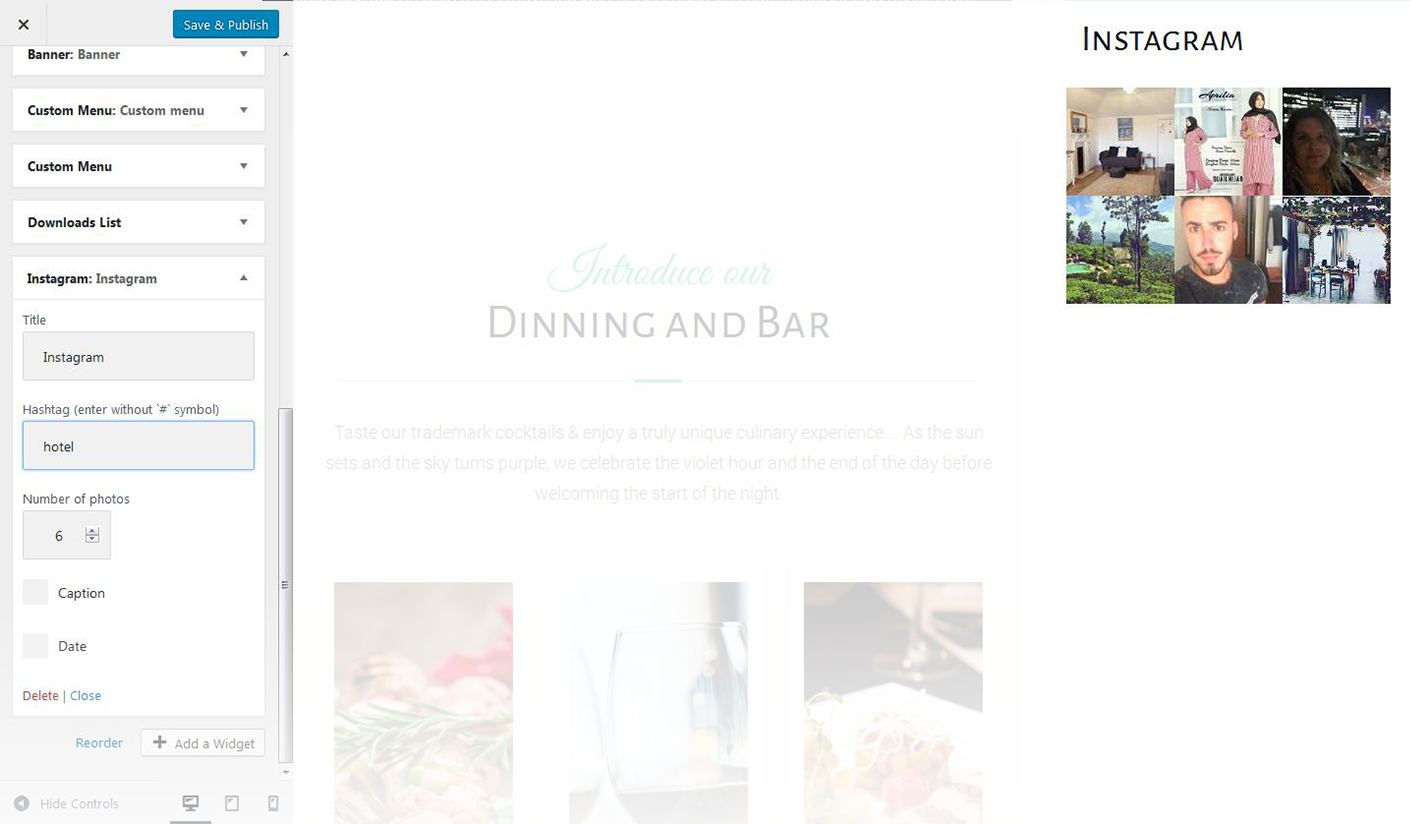 Save & Publish
Banner: Banner
Custom Menu: Custom menu
Custom Menu
Downloads List
Instagram: Instagram
Title
Instagram
Hashtag (enter without `#` symbol)
hotel
Number of photos
6
Caption
Date
Delete | Close
Reorder
Add a Widget
Hide Controls
Introduce our
Dinning and Bar
Taste our trademark cocktails & enjoy a truly unique culinary experience... As the sun
sets and the sky turns purple, we celebrate the violet hour and the end of the day before
welcoming the start of the night.
Instagram
Aprilia